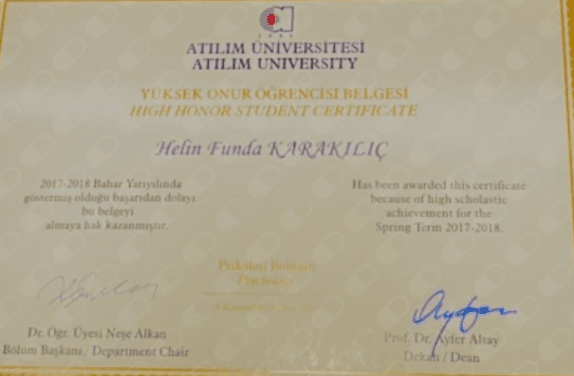 ATILIM ÜNİVERSİTESİ
ATILIM UNIVERSITY
YÜKSEK ONUR ÖĞRENCİSİ BELGESİ
HIGH HONOR STUDENT CERTIFICATE
Helin Funda KARAKILIÇ
2017-2018 Bahar Yarıyılında
göstermiş olduğu başarıdan dolayı
bu belgeyi
almaya hak kazanmıştır.
Has been awarded this certificate
because of high scholastic
achievement for the
Spring Term 2017-2018.
Psikoloji Bölümü
Psychology
Dr. Öğr. Üyesi Neşe Alkan
Bölüm Başkanı / Department Chair
Ayfer
Prof. Dr. Ayfer Altay
Dekan / Dean